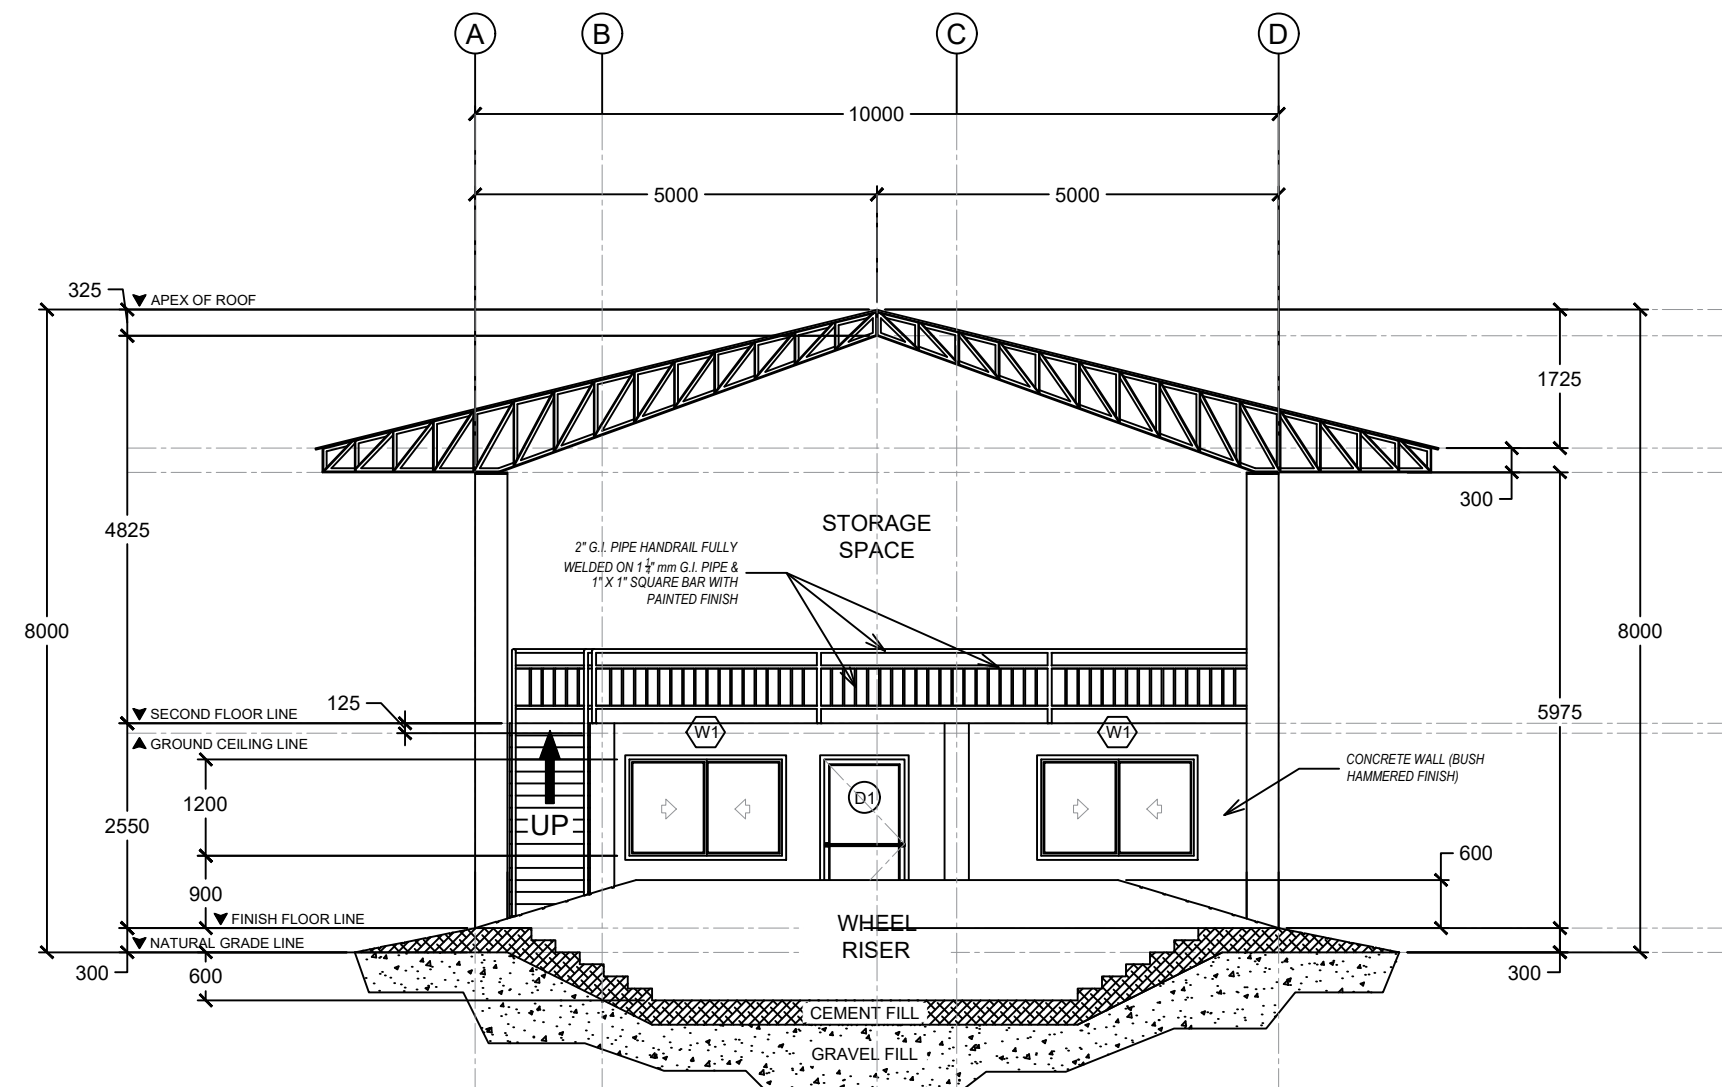 A
B
C
D
10000
5000
5000
325
APEX OF ROOF
1725
300
4825
STORAGE
SPACE
2" G.I. PIPE HANDRAIL FULLY
WELDED ON 1 1/4" mm G.I. PIPE &
1" X 1" SQUARE BAR WITH
PAINTED FINISH
8000
8000
125
SECOND FLOOR LINE
5975
W1
W1
GROUND CEILING LINE
CONCRETE WALL (BUSH
HAMMERED FINISH)
D1
1200
2550
UP
600
900
FINISH FLOOR LINE
WHEEL
RISER
NATURAL GRADE LINE
300
600
300
CEMENT FILL
GRAVEL FILL